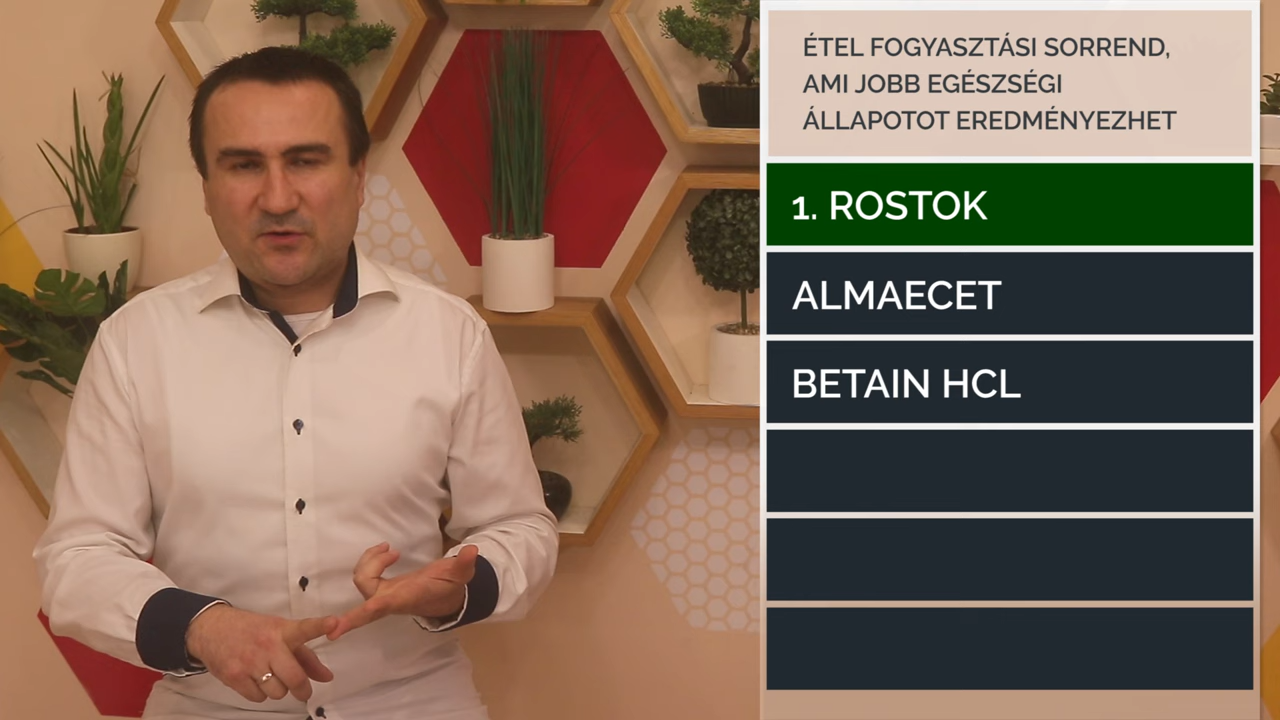 ÉTEL FOGYASZTÁSI SORREND,
AMI JOBB EGÉSZSÉGI
ÁLLAPOTOT EREDMÉNYEZHET
1. ROSTOK
ALMAECET
BETAIN HCL